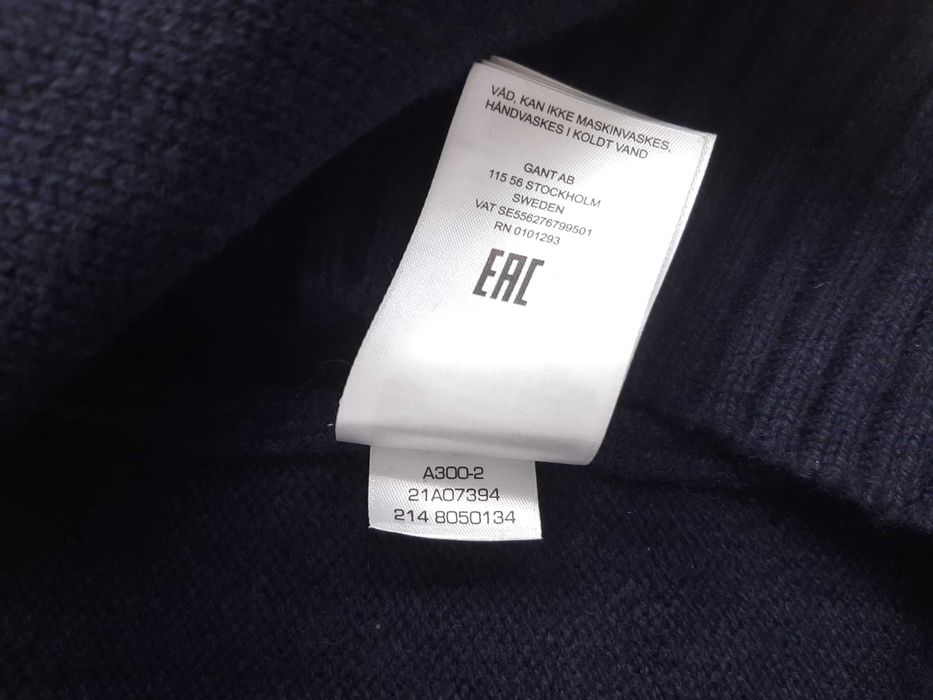 VÅD, KAN IKKE MASKINVASKES,
HÅNDVASKES I KOLDT VAND
GANT AB
115 56 STOCKHOLM
SWEDEN
VAT SE556276799501
RN 0101293
EAC
A300-2
21A07394
214 8050134